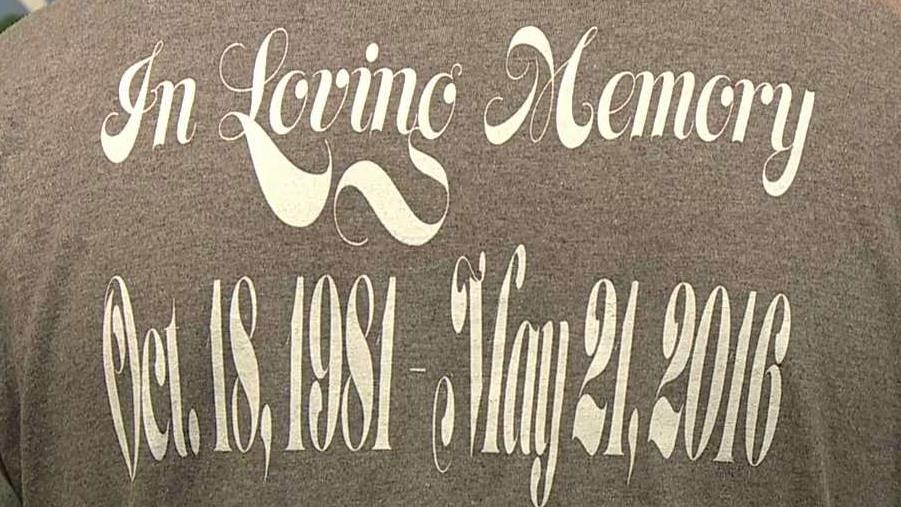 In Loving Memory
Oct. 18, 1981 - May 21, 2016